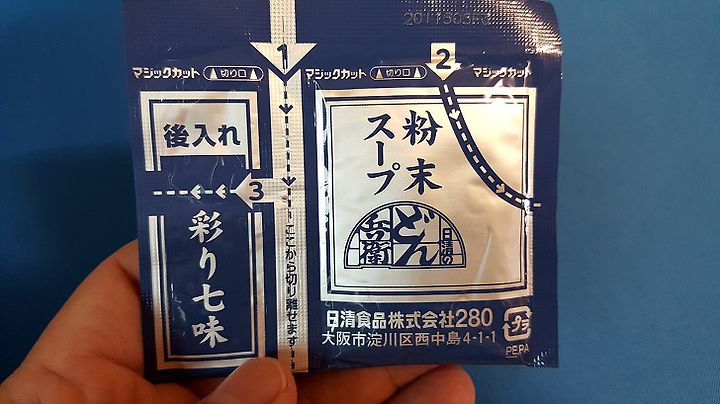 1
2
マジックカット
切り口
マジックカット
切り口
マジックカット
後入れ
3
彩り七味
ここから切り離せます
粉末
スープ
日清の
どん
兵衛
日清食品株式会社280
大阪市淀川区西中島4-1-1
プラ
PE,PA